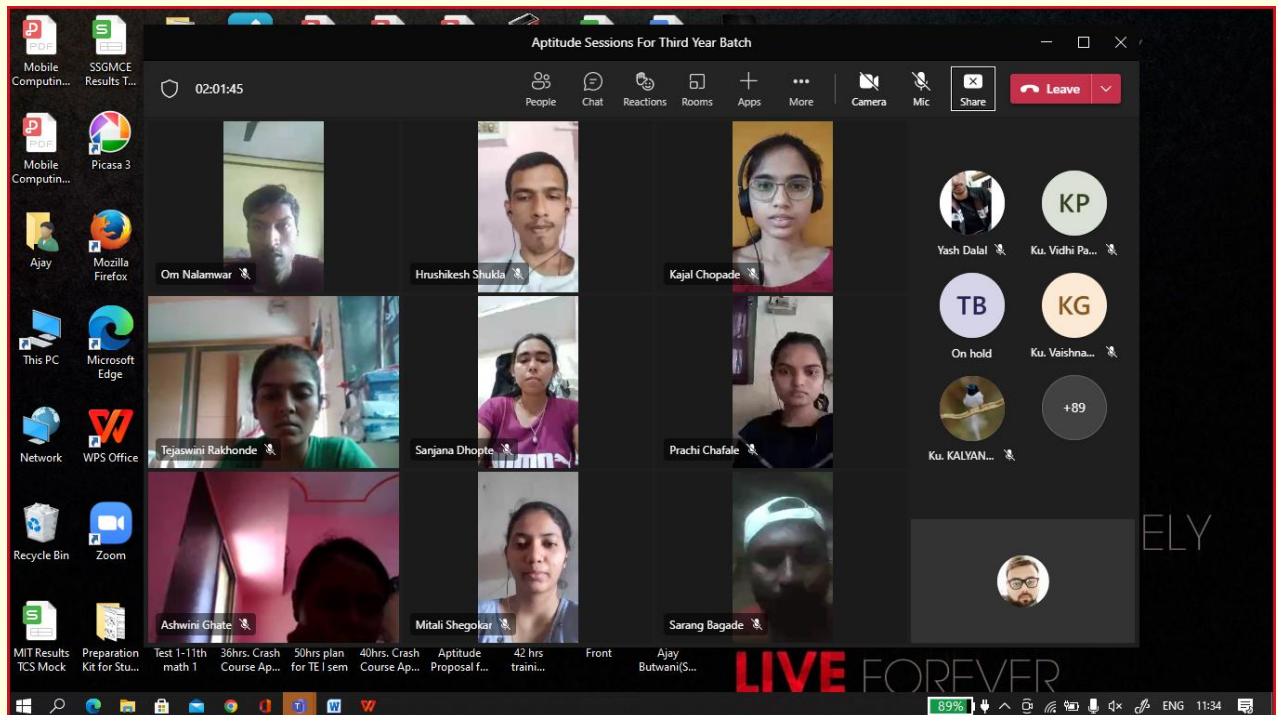 Mobile
Computin...
SSGMCE
Results T...
Mobile
Computin...
Picasa 3
Ajay
Mozilla
Firefox
This PC
Microsoft
Edge
Network
WPS Office
Recycle Bin
Zoom
MIT Results
TCS Mock
Preparation
Kit for Stu...
Aptitude Sessions For Third Year Batch
02:01:45
People
Chat
Reactions
Rooms
Apps
More
Camera
Mic
Share
Leave
Om Nalamwar
Hrushikesh Shukla
Kajal Chopade
Yash Dalal
KP
Ku. Vidhi Pa...
TB
On hold
KG
Ku. Vaishna...
Tejaswini Rakhonde
Sanjana Dhopte
Prachi Chafale
Ku. KALYAN...
+89
Ashwini Ghate
Mitali Shegokar
Sarang Bagade
ELY
Test 1-11th
math 1
36hrs. Crash
Course Ap...
50hrs plan
for TE I sem
40hrs. Crash
Course Ap...
Aptitude
Proposal f...
42 hrs
traini...
Front
Ajay
Butwani(S...
LIVE FOREVER
89%
ENG
11:34